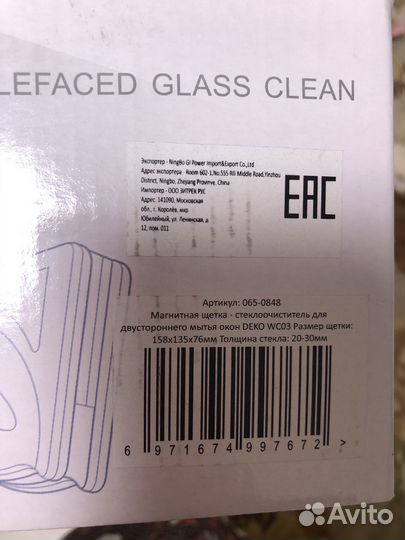 LEFACED GLASS CLEAN
Экспортер - NingBo GI Power Import&Export Co.,Ltd
Адрес экспортера - Room 602-1,No.555 Rili Middle Road,Yinzhou
District, Ningbo, Zhejiang Provnve, China
Импортер - ООО ЗИТРЕК РУС
Адрес: 141090, Московская
обл., г. Королёв, мкр
Юбилейный, ул. Ленинская, д.
12, пом. 011
EAC
Артикул: 065-0848
Магнитная щетка - стеклоочиститель для
двустороннего мытья окон DEKO WC03 Размер щетки:
158х135х76мм Толщина стекла: 20-30мм
6 971674 997672 >
Avito